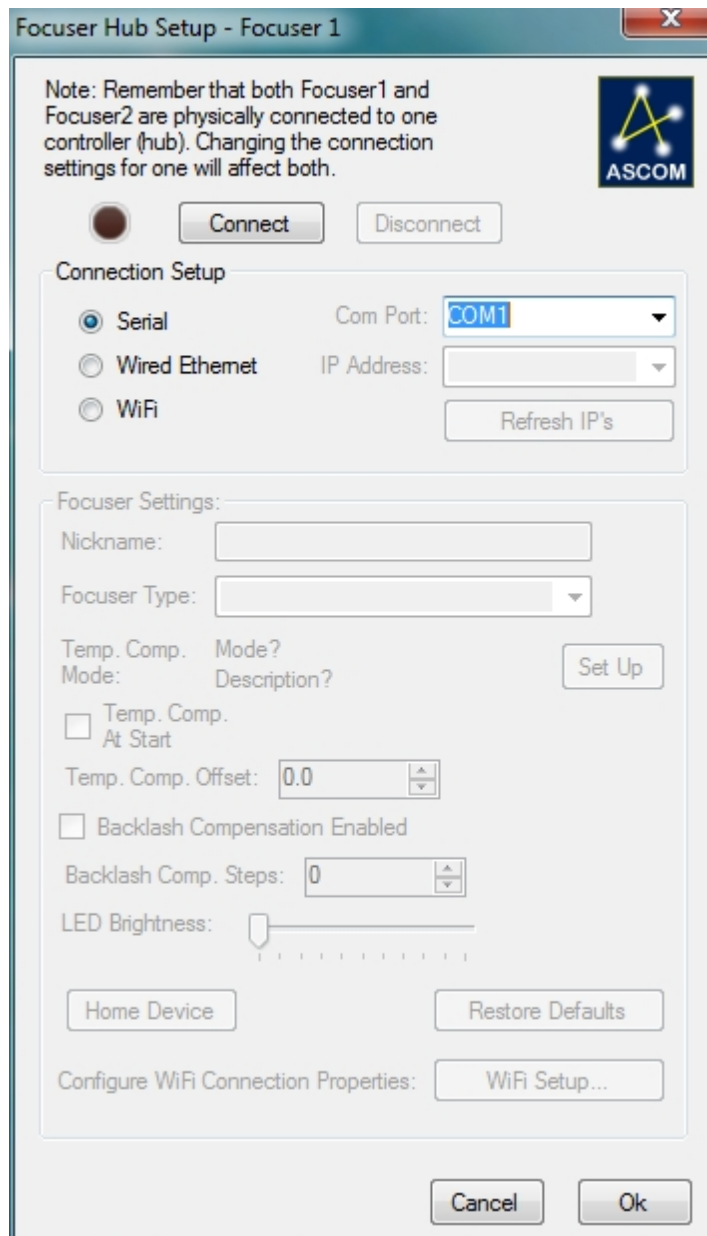 Focuser Hub Setup - Focuser 1
Note: Remember that both Focuser1 and
Focuser2 are physically connected to one
controller (hub). Changing the connection
settings for one will affect both.
ASCOM
Connect
Disconnect
Connection Setup
Serial
Com Port:
COM1
Wired Ethernet
IP Address:
WiFi
Refresh IP's
Focuser Settings:
Nickname:
Focuser Type:
Temp. Comp.
Mode:
Mode?
Description?
Set Up
Temp. Comp.
At Start
Temp. Comp. Offset:
0.0
Backlash Compensation Enabled
Backlash Comp. Steps:
0
LED Brightness:
Home Device
Restore Defaults
Configure WiFi Connection Properties:
WiFi Setup...
Cancel
Ok